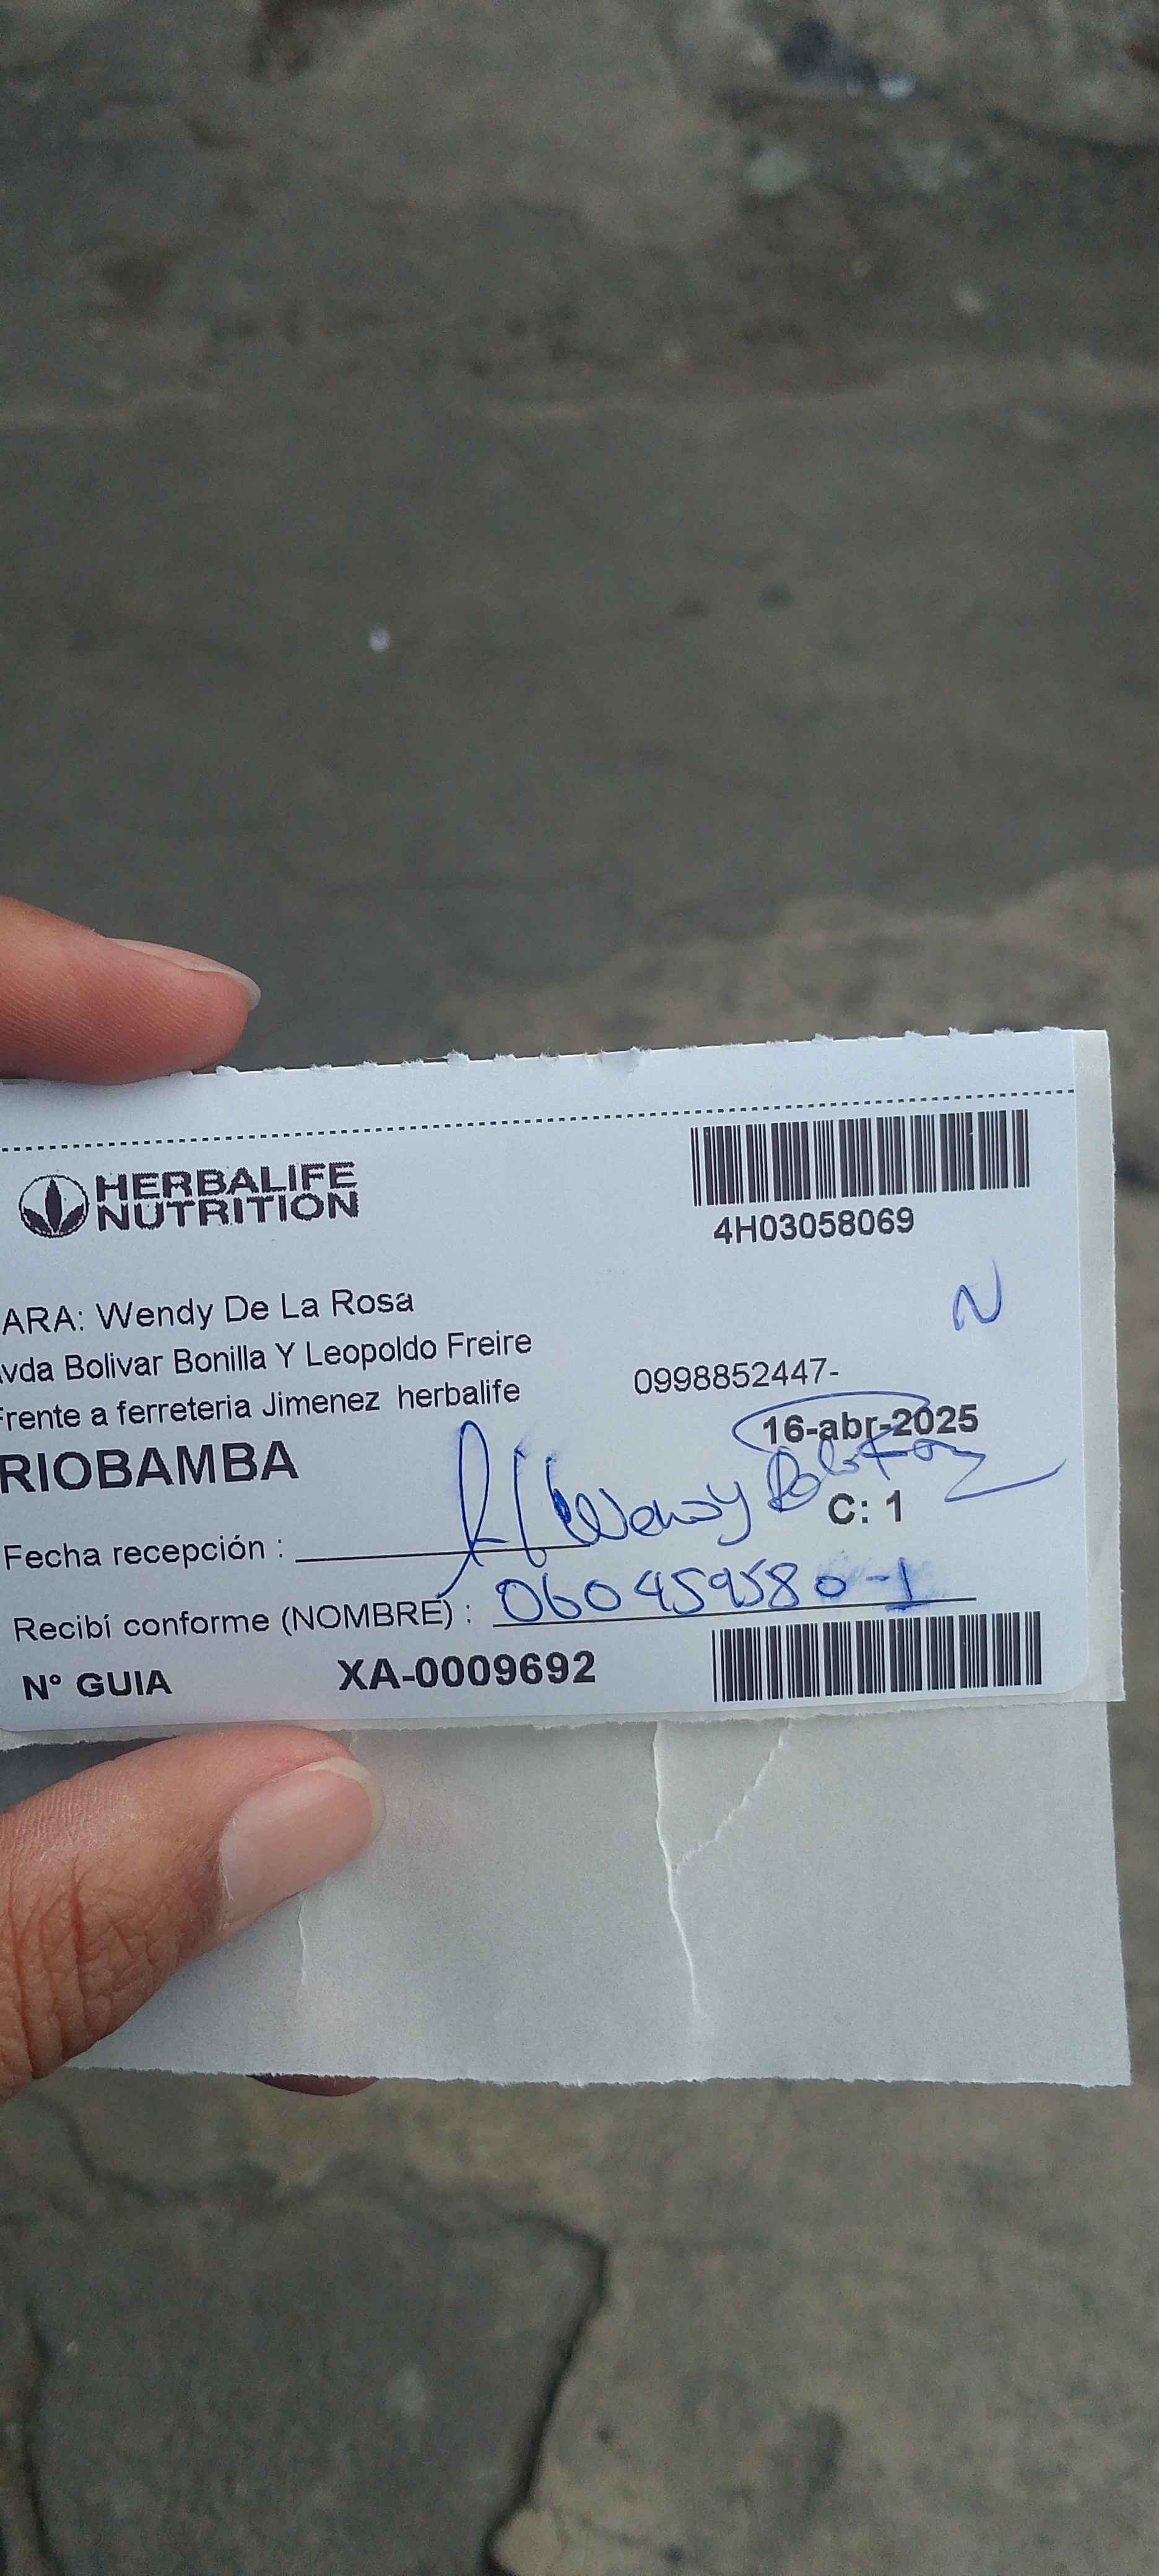 HERBALIFE
NUTRITION
4H03058069
N
ARA: Wendy De La Rosa
vda Bolivar Bonilla Y Leopoldo Freire
Frente a ferreteria Jimenez herbalife
0998852447-
16-abr-2025
RIOBAMBA
Wendy
C: 1
Fecha recepción :
Recibí conforme (NOMBRE) : 060459580-1
N° GUIA XA-0009692